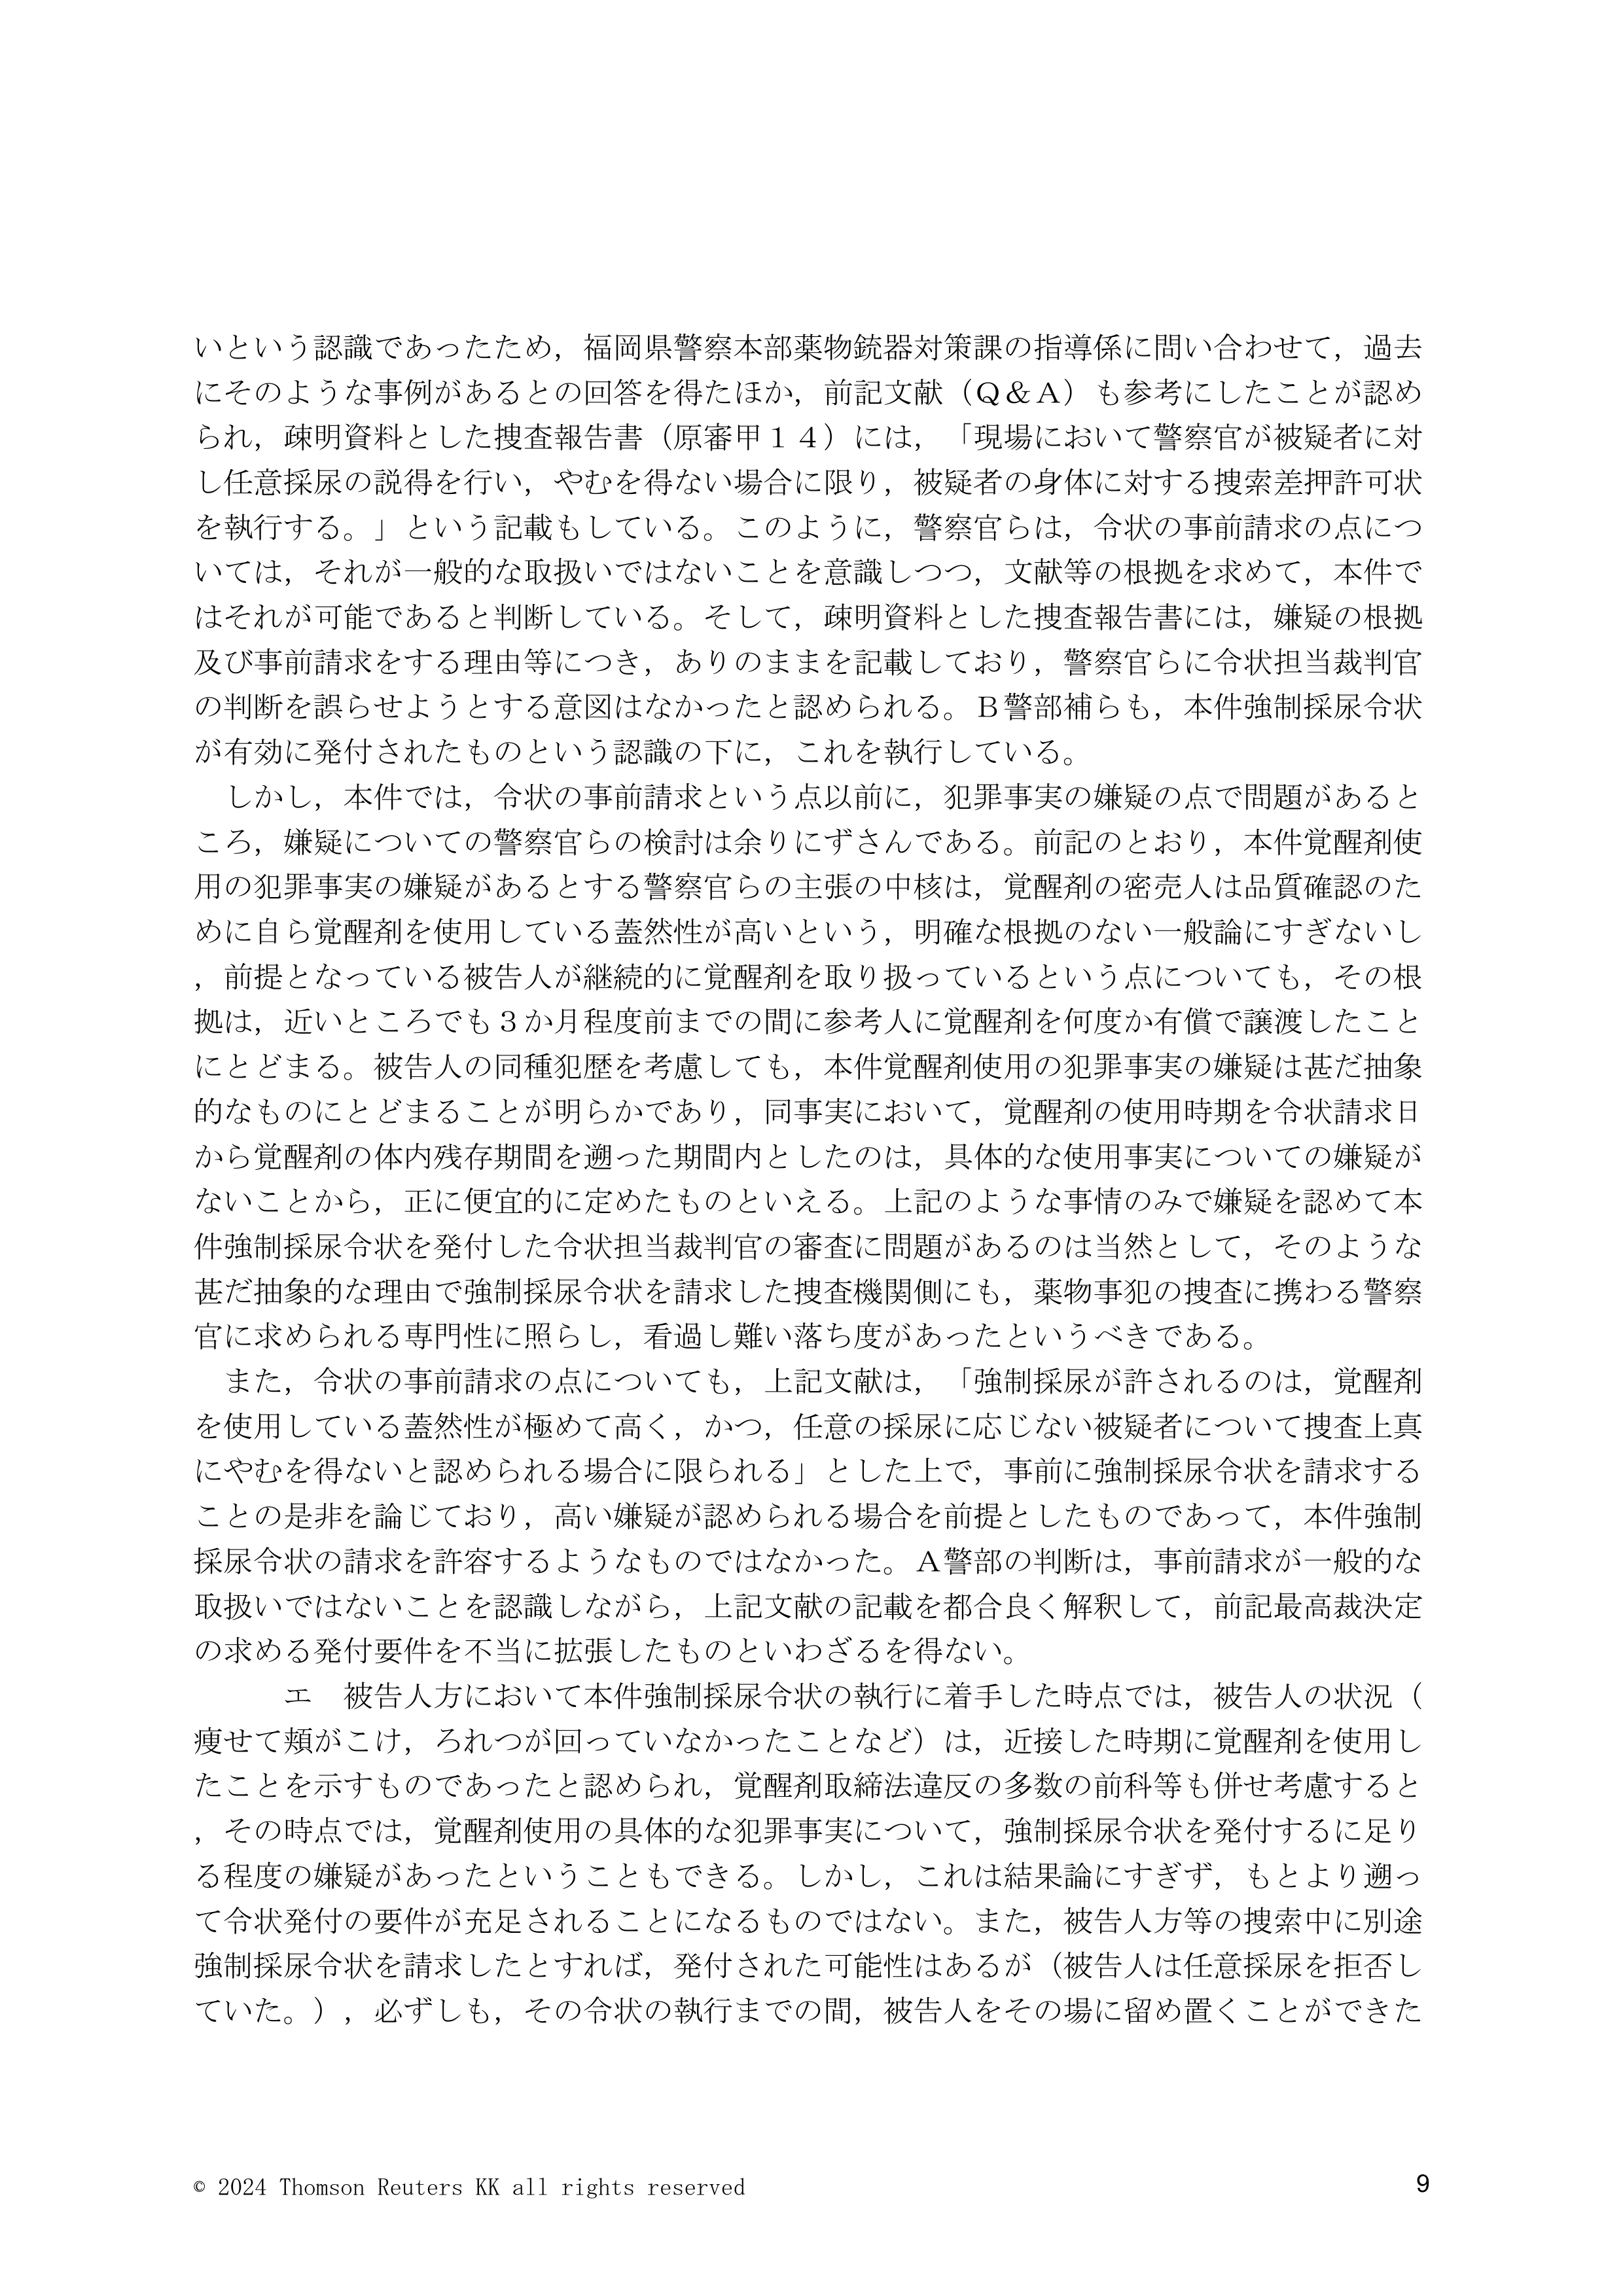 いという認識であったため，福岡県警察本部薬物銃器対策課の指導係に問い合わせて，過去
にそのような事例があるとの回答を得たほか，前記文献（Ｑ＆Ａ）も参考にしたことが認め
られ，疎明資料とした捜査報告書（原審甲１４）には，「現場において警察官が被疑者に対
し任意採尿の説得を行い，やむを得ない場合に限り，被疑者の身体に対する捜索差押許可状
を執行する。」という記載もしている。このように，警察官らは，令状の事前請求の点につ
いては，それが一般的な取扱いではないことを意識しつつ，文献等の根拠を求めて，本件で
はそれが可能であると判断している。そして，疎明資料とした捜査報告書には，嫌疑の根拠
及び事前請求をする理由等につき，ありのままを記載しており，警察官らに令状担当裁判官
の判断を誤らせようとする意図はなかったと認められる。Ｂ警部補らも，本件強制採尿令状
が有効に発付されたものという認識の下に，これを執行している。
　しかし，本件では，令状の事前請求という点以前に，犯罪事実の嫌疑の点で問題があると
ころ，嫌疑についての警察官らの検討は余りにずさんである。前記のとおり，本件覚醒剤使
用の犯罪事実の嫌疑があるとする警察官らの主張の中核は，覚醒剤の密売人は品質確認のた
めに自ら覚醒剤を使用している蓋然性が高いという，明確な根拠のない一般論にすぎないし
，前提となっている被告人が継続的に覚醒剤を取り扱っているという点についても，その根
拠は，近いところでも３か月程度前までの間に参考人に覚醒剤を何度か有償で譲渡したこと
にとどまる。被告人の同種犯歴を考慮しても，本件覚醒剤使用の犯罪事実の嫌疑は甚だ抽象
的なものにとどまることが明らかであり，同事実において，覚醒剤の使用時期を令状請求日
から覚醒剤の体内残存期間を遡った期間内としたのは，具体的な使用事実についての嫌疑が
ないことから，正に便宜的に定めたものといえる。上記のような事情のみで嫌疑を認めて本
件強制採尿令状を発付した令状担当裁判官の審査に問題があるのは当然として，そのような
甚だ抽象的な理由で強制採尿令状を請求した捜査機関側にも，薬物事犯の捜査に携わる警察
官に求められる専門性に照らし，看過し難い落ち度があったというべきである。
　また，令状の事前請求の点についても，上記文献は，「強制採尿が許されるのは，覚醒剤
を使用している蓋然性が極めて高く，かつ，任意の採尿に応じない被疑者について捜査上真
にやむを得ないと認められる場合に限られる」とした上で，事前に強制採尿令状を請求する
ことの是非を論じており，高い嫌疑が認められる場合を前提としたものであって，本件強制
採尿令状の請求を許容するようなものではなかった。Ａ警部の判断は，事前請求が一般的な
取扱いではないことを認識しながら，上記文献の記載を都合良く解釈して，前記最高裁決定
の求める発付要件を不当に拡張したものといわざるを得ない。
　　　エ　被告人方において本件強制採尿令状の執行に着手した時点では，被告人の状況（
痩せて頬がこけ，ろれつが回っていなかったことなど）は，近接した時期に覚醒剤を使用し
たことを示すものであったと認められ，覚醒剤取締法違反の多数の前科等も併せ考慮すると
，その時点では，覚醒剤使用の具体的な犯罪事実について，強制採尿令状を発付するに足り
る程度の嫌疑があったということもできる。しかし，これは結果論にすぎず，もとより遡っ
て令状発付の要件が充足されることになるものではない。また，被告人方等の捜索中に別途
強制採尿令状を請求したとすれば，発付された可能性はあるが（被告人は任意採尿を拒否し
ていた。），必ずしも，その令状の執行までの間，被告人をその場に留め置くことができた
© 2024 Thomson Reuters KK all rights reserved
9